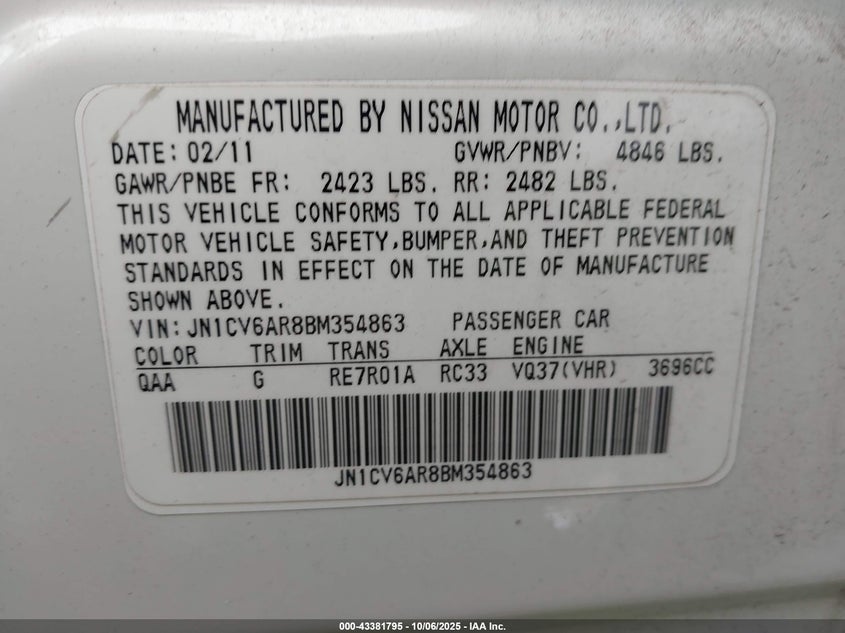 MANUFACTURED BY NISSAN MOTOR CO.,LTD.
DATE: 02/11 GVWR/PNBV: 4846 LBS.
GAWR/PNBE FR: 2423 LBS. RR: 2482 LBS.
THIS VEHICLE CONFORMS TO ALL APPLICABLE FEDERAL
MOTOR VEHICLE SAFETY,BUMPER,AND THEFT PREVENTION
STANDARDS IN EFFECT ON THE DATE OF MANUFACTURE
SHOWN ABOVE.
VIN: JN1CV6AR8BM354863 PASSENGER CAR
COLOR TRIM TRANS AXLE ENGINE
QAA G RE7R01A RC33 VQ37(VHR) 3696CC
JN1CV6AR8BM354863
000-43381795 - 10/06/2025 - IAA Inc.